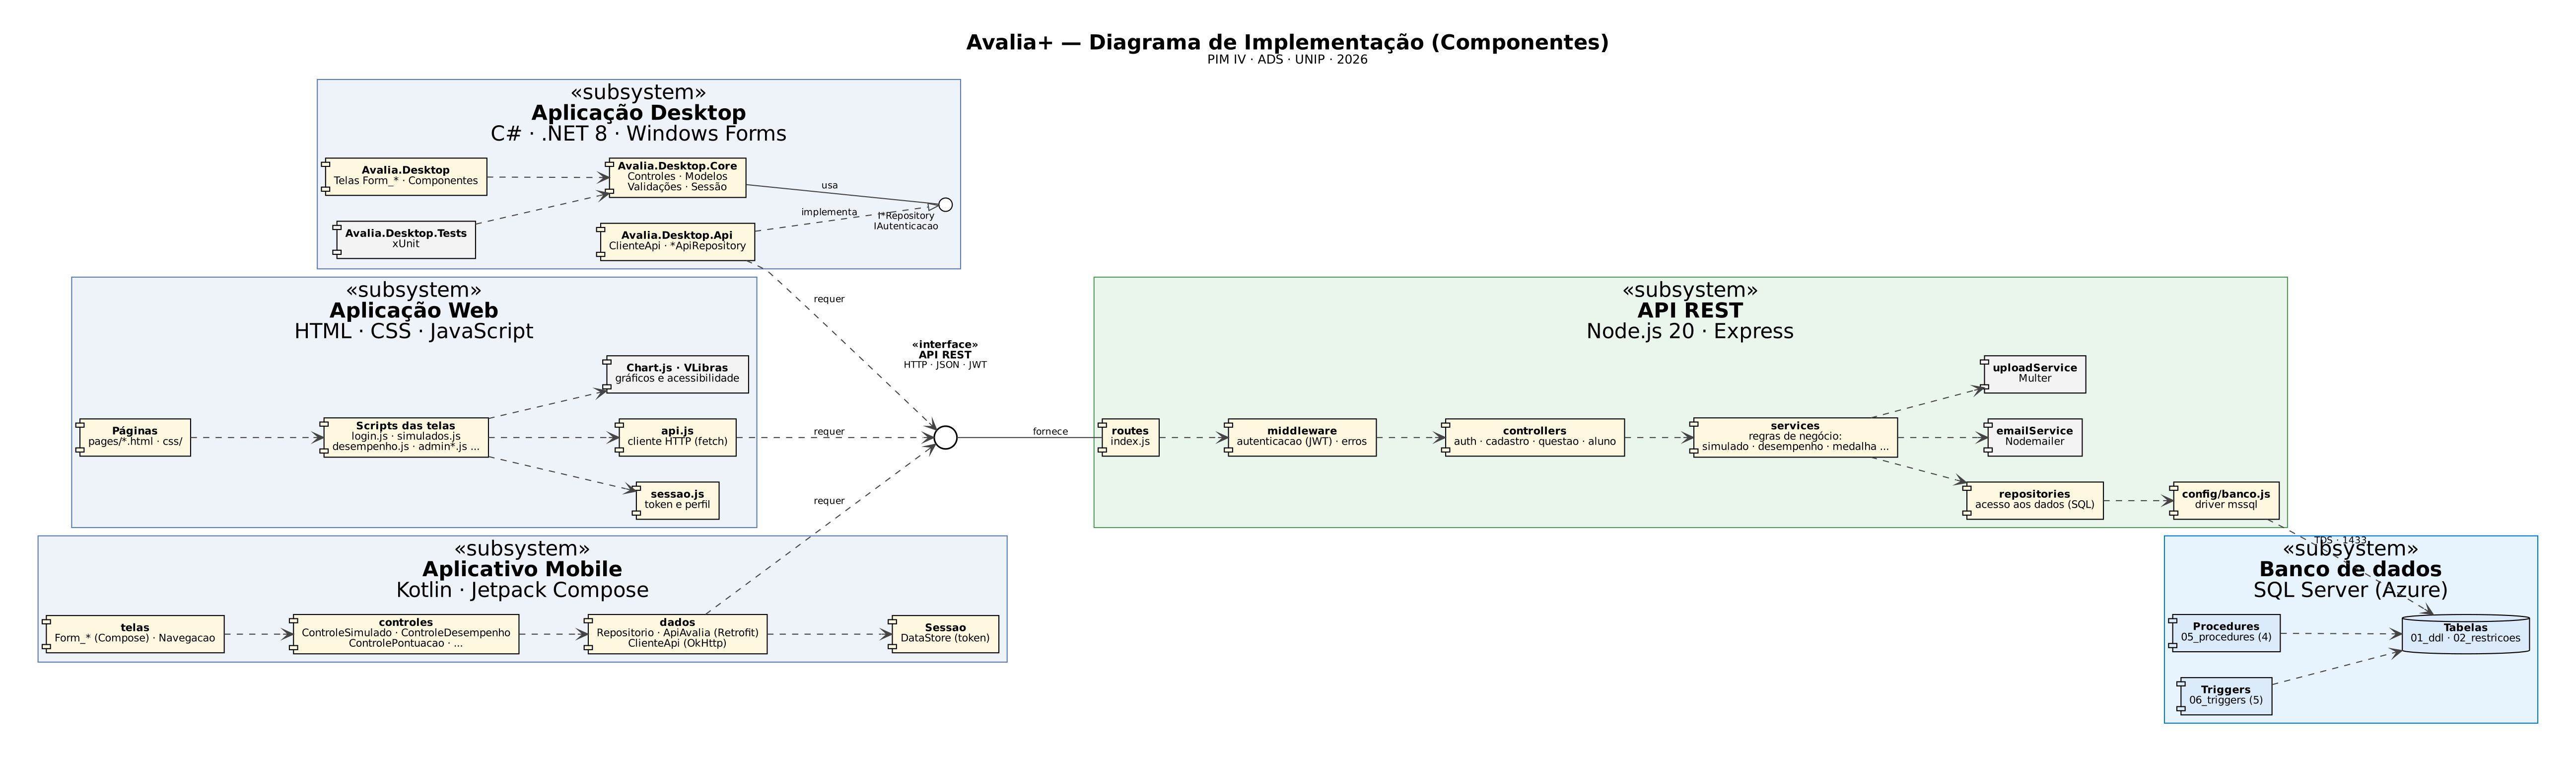 Avalia+ — Diagrama de Implementação (Componentes)
PIM IV · ADS · UNIP · 2026
«subsystem»
Aplicação Desktop
C# · .NET 8 · Windows Forms
Avalia.Desktop
Telas Form_* · Componentes
Avalia.Desktop.Core
Controles · Modelos
Validações · Sessão
usa
Avalia.Desktop.Tests
xUnit
Avalia.Desktop.Api
ClienteApi · *ApiRepository
implementa
I*Repository
IAutenticacao
«subsystem»
Aplicação Web
HTML · CSS · JavaScript
Páginas
pages/*.html · css/
Scripts das telas
login.js · simulados.js
desempenho.js · admin*.js ...
Chart.js · VLibras
gráficos e acessibilidade
api.js
cliente HTTP (fetch)
sessao.js
token e perfil
requer
requer
requer
«interface»
API REST
HTTP · JSON · JWT
fornece
«subsystem»
API REST
Node.js 20 · Express
routes
index.js
middleware
autenticacao (JWT) · erros
controllers
auth · cadastro · questao · aluno
services
regras de negócio:
simulado · desempenho · medalha ...
uploadService
Multer
emailService
Nodemailer
repositories
acesso aos dados (SQL)
config/banco.js
driver mssql
«subsystem»
Aplicativo Mobile
Kotlin · Jetpack Compose
telas
Form_* (Compose) · Navegacao
controles
ControleSimulado · ControleDesempenho
ControlePontuacao · ...
dados
Repositorio · ApiAvalia (Retrofit)
ClienteApi (OkHttp)
Sessao
DataStore (token)
TDS · 1433
«subsystem»
Banco de dados
SQL Server (Azure)
Procedures
05_procedures (4)
Triggers
06_triggers (5)
Tabelas
01_ddl · 02_restricoes